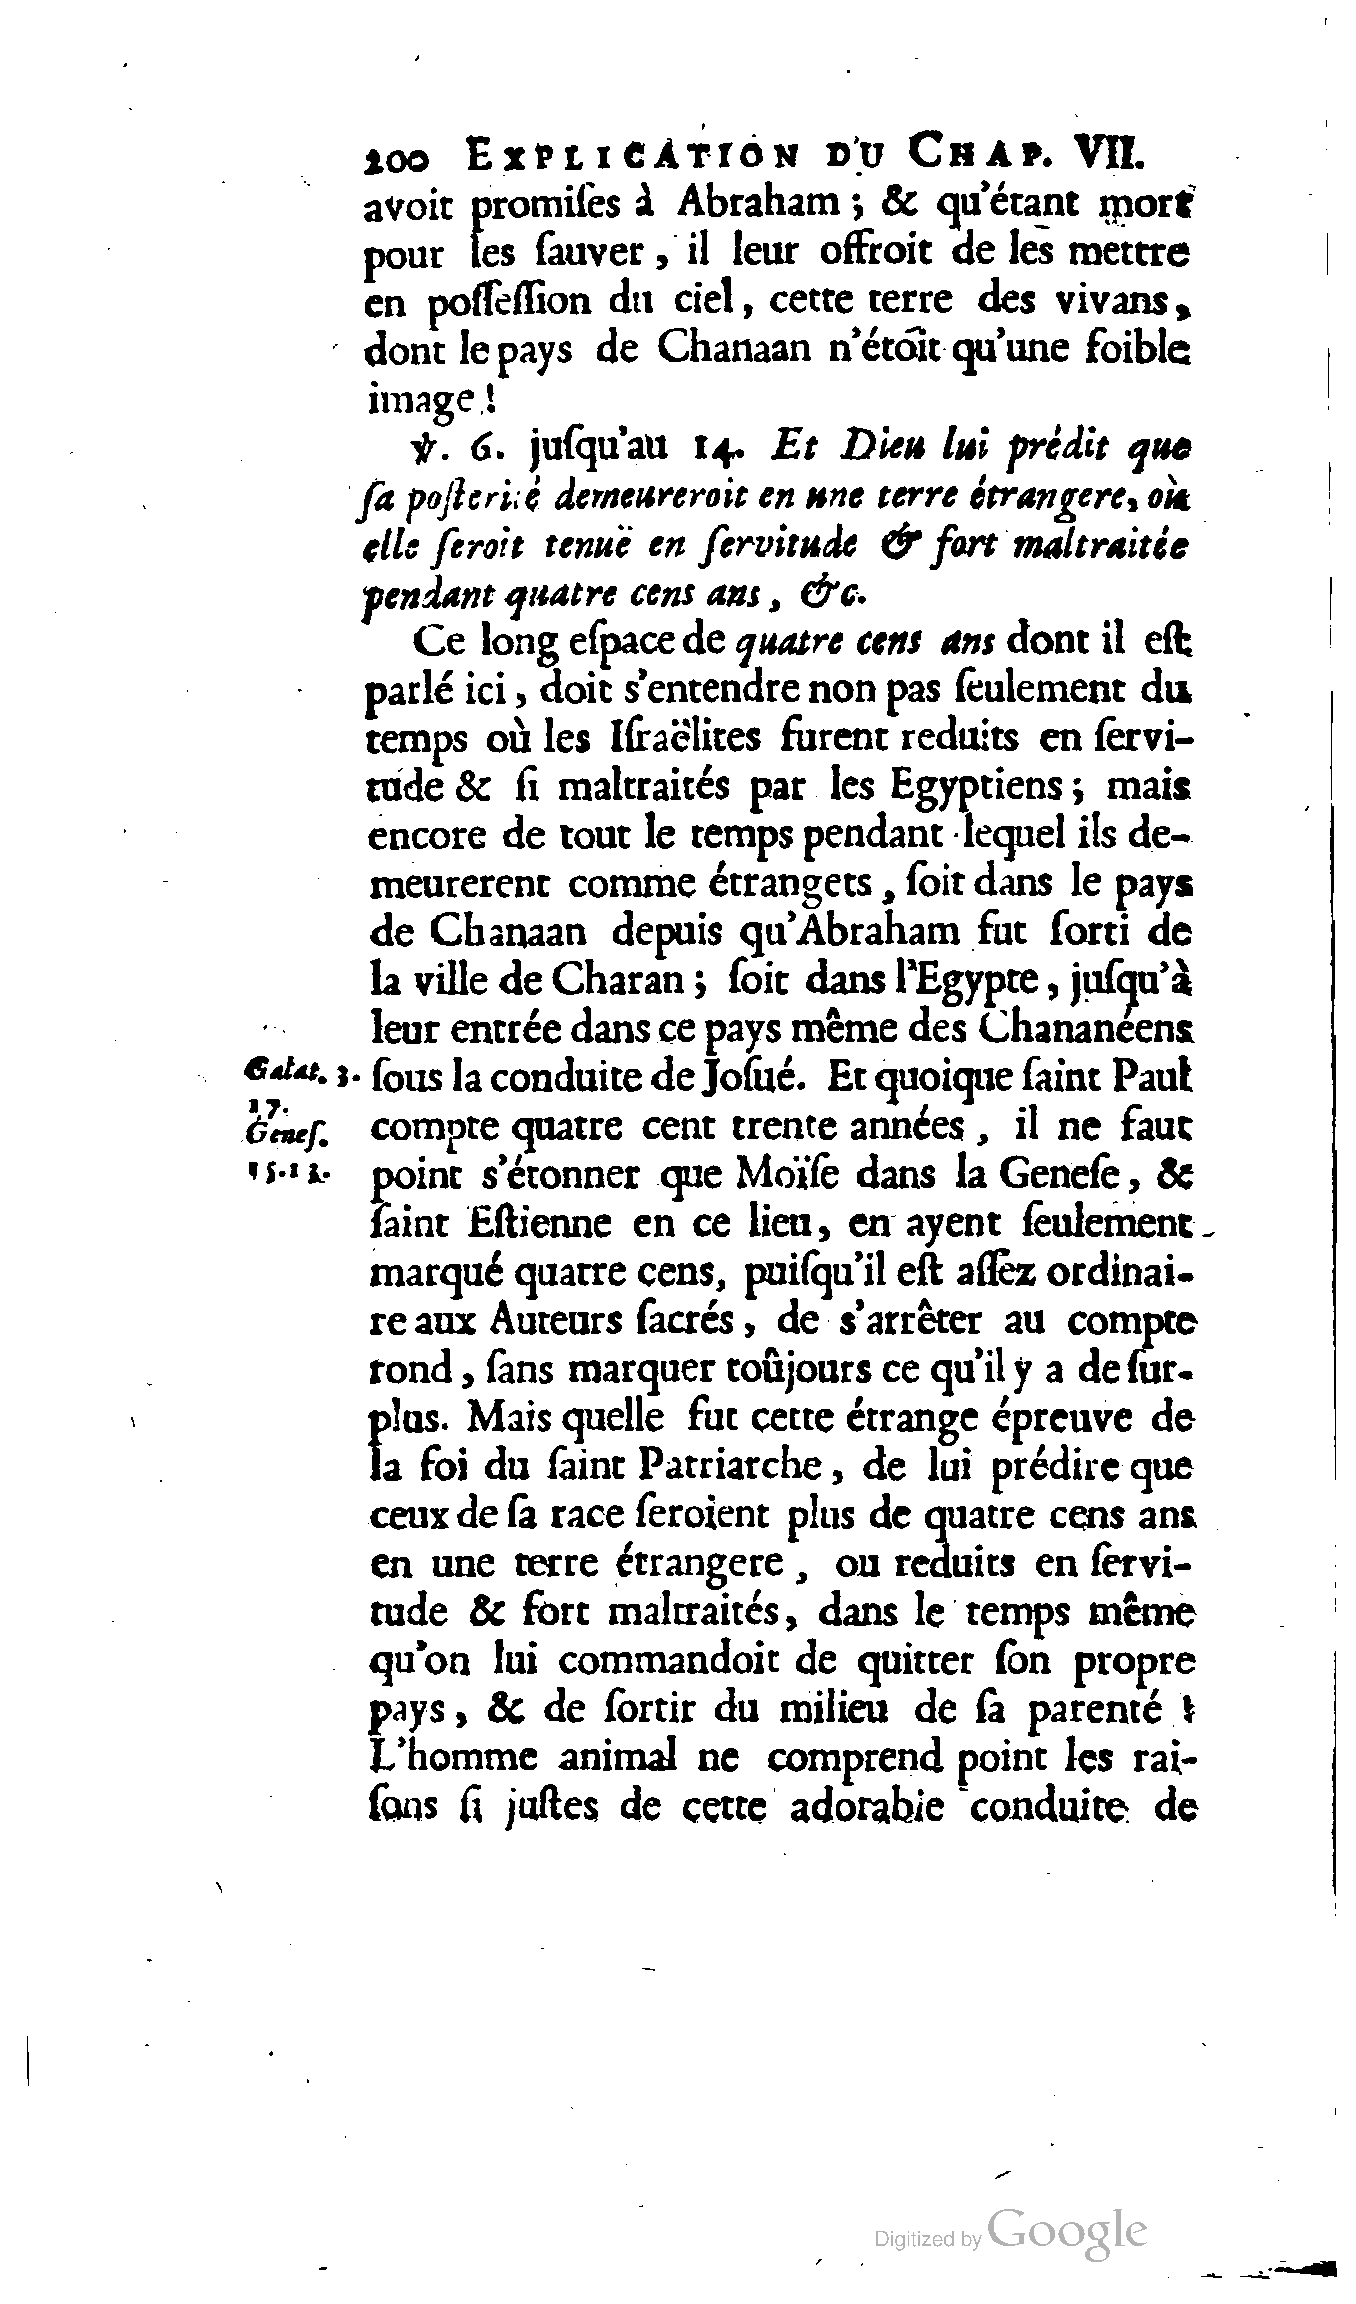 200 EXPLICATION DU CHAP. VII.
avoit promiſes à Abraham ; & qu'étant mort
pour les ſauver , il leur offroit de les mettre
en poſſeſſion du ciel , cette terre des vivans ,
dont le pays de Chanaan n'étoit qu'une foible
image !
℣. 6. juſqu'au 14. Et Dieu lui prédit que
ſa poſterité demeureroit en une terre étrangere, où
elle ſeroit tenuë en ſervitude & fort maltraitée
pendant quatre cens ans , &c.
Ce long eſpace de quatre cens ans dont il eſt
parlé ici , doit s'entendre non pas ſeulement du
temps où les Iſraëlites furent reduits en ſervi-
tude & ſi maltraités par les Egyptiens ; mais
encore de tout le temps pendant lequel ils de-
meurerent comme étrangets , ſoit dans le pays
de Chanaan depuis qu'Abraham fut ſorti de
la ville de Charan ; ſoit dans l'Egypte , juſqu'à
leur entrée dans ce pays même des Chananéens
Galat. 3. ſous la conduite de Joſué. Et quoique ſaint Paul
17.
Geneſ. compte quatre cent trente années , il ne faut
15. 13. point s'étonner que Moïſe dans la Geneſe , &
ſaint Eſtienne en ce lieu, en ayent ſeulement
marqué quatre cens, puiſqu'il eſt aſſez ordinai-
re aux Auteurs ſacrés , de s'arrêter au compte
rond , ſans marquer toûjours ce qu'il y a de ſur-
plus. Mais quelle fut cette étrange épreuve de
la foi du ſaint Patriarche , de lui prédire que
ceux de ſa race ſeroient plus de quatre cens ans
en une terre étrangere , ou reduits en ſervi-
tude & fort maltraités, dans le temps même
qu'on lui commandoit de quitter ſon propre
pays , & de ſortir du milieu de ſa parenté !
L'homme animal ne comprend point les rai-
ſons ſi juſtes de cette adorable conduite de
Digitized by Google